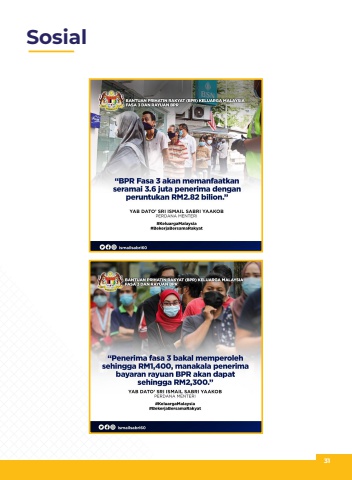 Sosial
BANTUAN PRIHATIN RAKYAT (BPR) KELUARGA MALAYSIA
FASA 3 DAN RAYUAN BPR
“BPR Fasa 3 akan memanfaatkan
seramai 3.6 juta penerima dengan
peruntukan RM2.82 bilion.”
YAB DATO’ SRI ISMAIL SABRI YAAKOB
PERDANA MENTERI
#KeluargaMalaysia
#BekerjaBersamaRakyat
ismailsabri60
BANTUAN PRIHATIN RAKYAT (BPR) KELUARGA MALAYSIA
FASA 3 DAN RAYUAN BPR
“Penerima fasa 3 bakal memperoleh
sehingga RM1,400, manakala penerima
bayaran rayuan BPR akan dapat
sehingga RM2,300.”
YAB DATO’ SRI ISMAIL SABRI YAAKOB
PERDANA MENTERI
#KeluargaMalaysia
#BekerjaBersamaRakyat
ismailsabri60